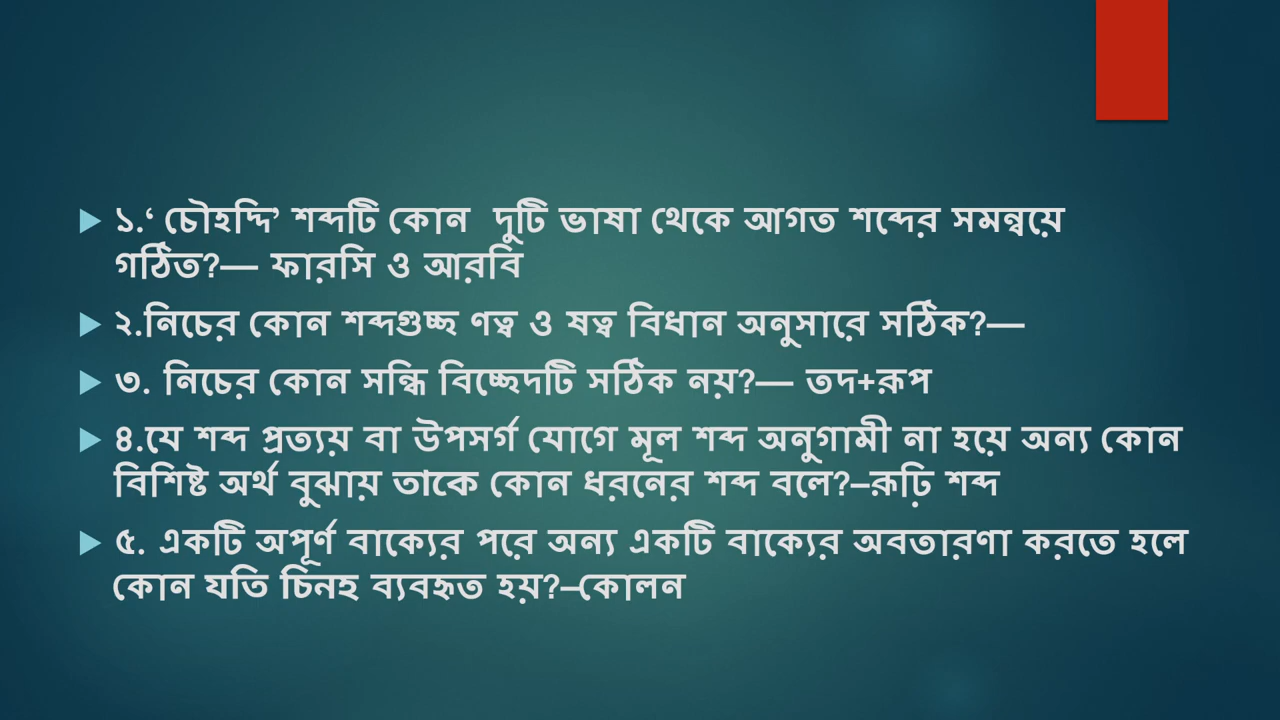 ১.‘ চৌহদ্দি’ শব্দটি কোন দুটি ভাষা থেকে আগত শব্দের সমন্বয়ে
গঠিত?— ফারসি ও আরবি
২.নিচের কোন শব্দগুচ্ছ ণত্ব ও ষত্ব বিধান অনুসারে সঠিক?—
৩. নিচের কোন সন্ধি বিচ্ছেদটি সঠিক নয়?— তদ+রূপ
৪.যে শব্দ প্রত্যয় বা উপসর্গ যোগে মূল শব্দ অনুগামী না হয়ে অন্য কোন
বিশিষ্ট অর্থ বুঝায় তাকে কোন ধরনের শব্দ বলে?–রূঢ়ি শব্দ
৫. একটি অপূর্ণ বাক্যের পরে অন্য একটি বাক্যের অবতারণা করতে হলে
কোন যতি চিনহ ব্যবহৃত হয়?–কোলন